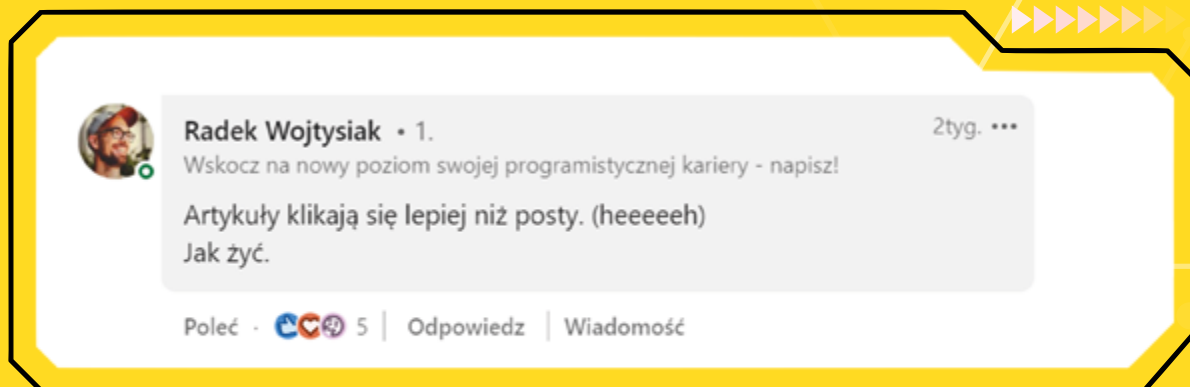 Radek Wojtysiak • 1.
2tyg. •••
Wskocz na nowy poziom swojej programistycznej kariery - napisz!
Artykuły klikają się lepiej niż posty. (heeeeeh)
Jak żyć.
Poleć · 5 | Odpowiedz | Wiadomość